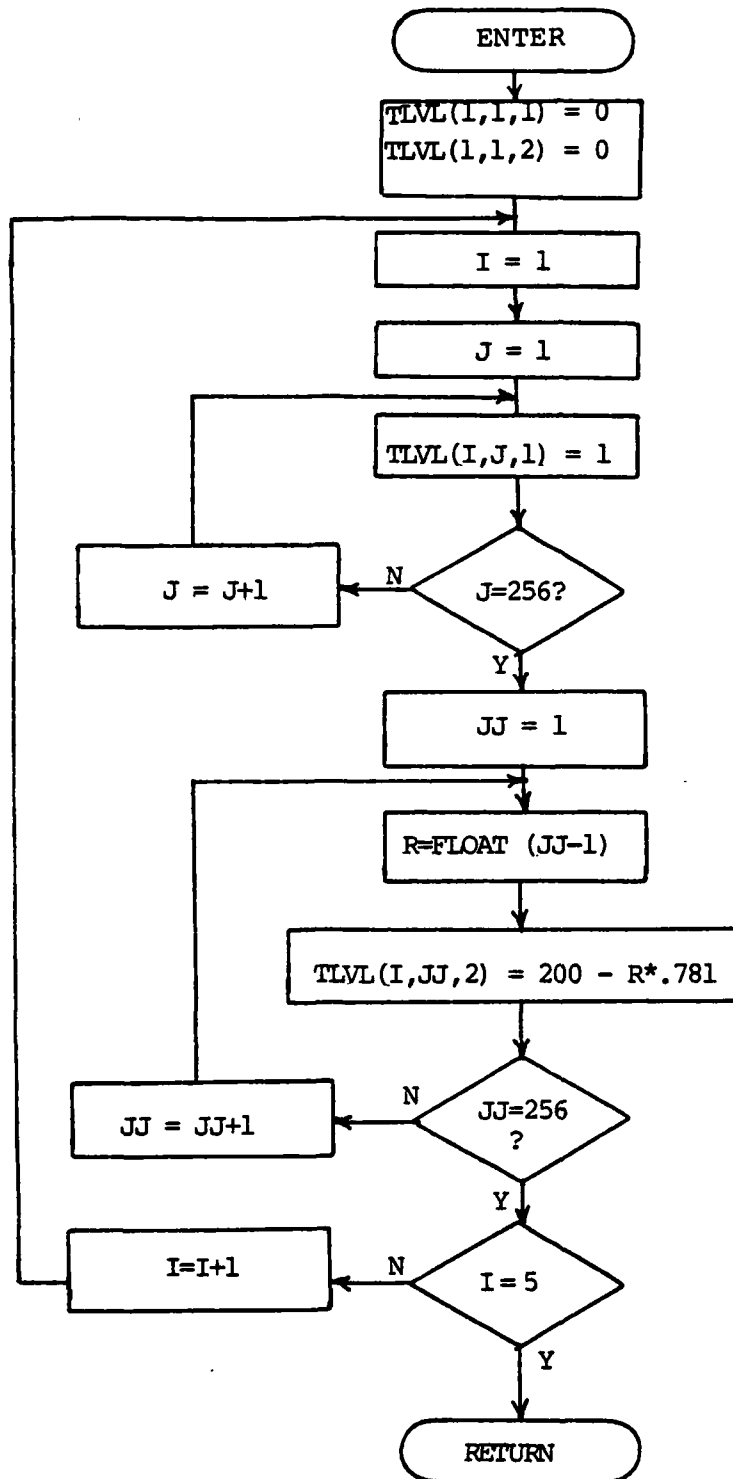 ENTER
TLVL(1,1,1) = 0
TLVL(1,1,2) = 0
I = 1
J = 1
TLVL(I,J,1) = 1
J = J+1
N
J=256?
Y
JJ = 1
R=FLOAT (JJ-1)
TLVL(I,JJ,2) = 200 - R*.781
JJ = JJ+1
N
JJ=256
?
Y
I=I+1
N
I=5
Y
RETURN